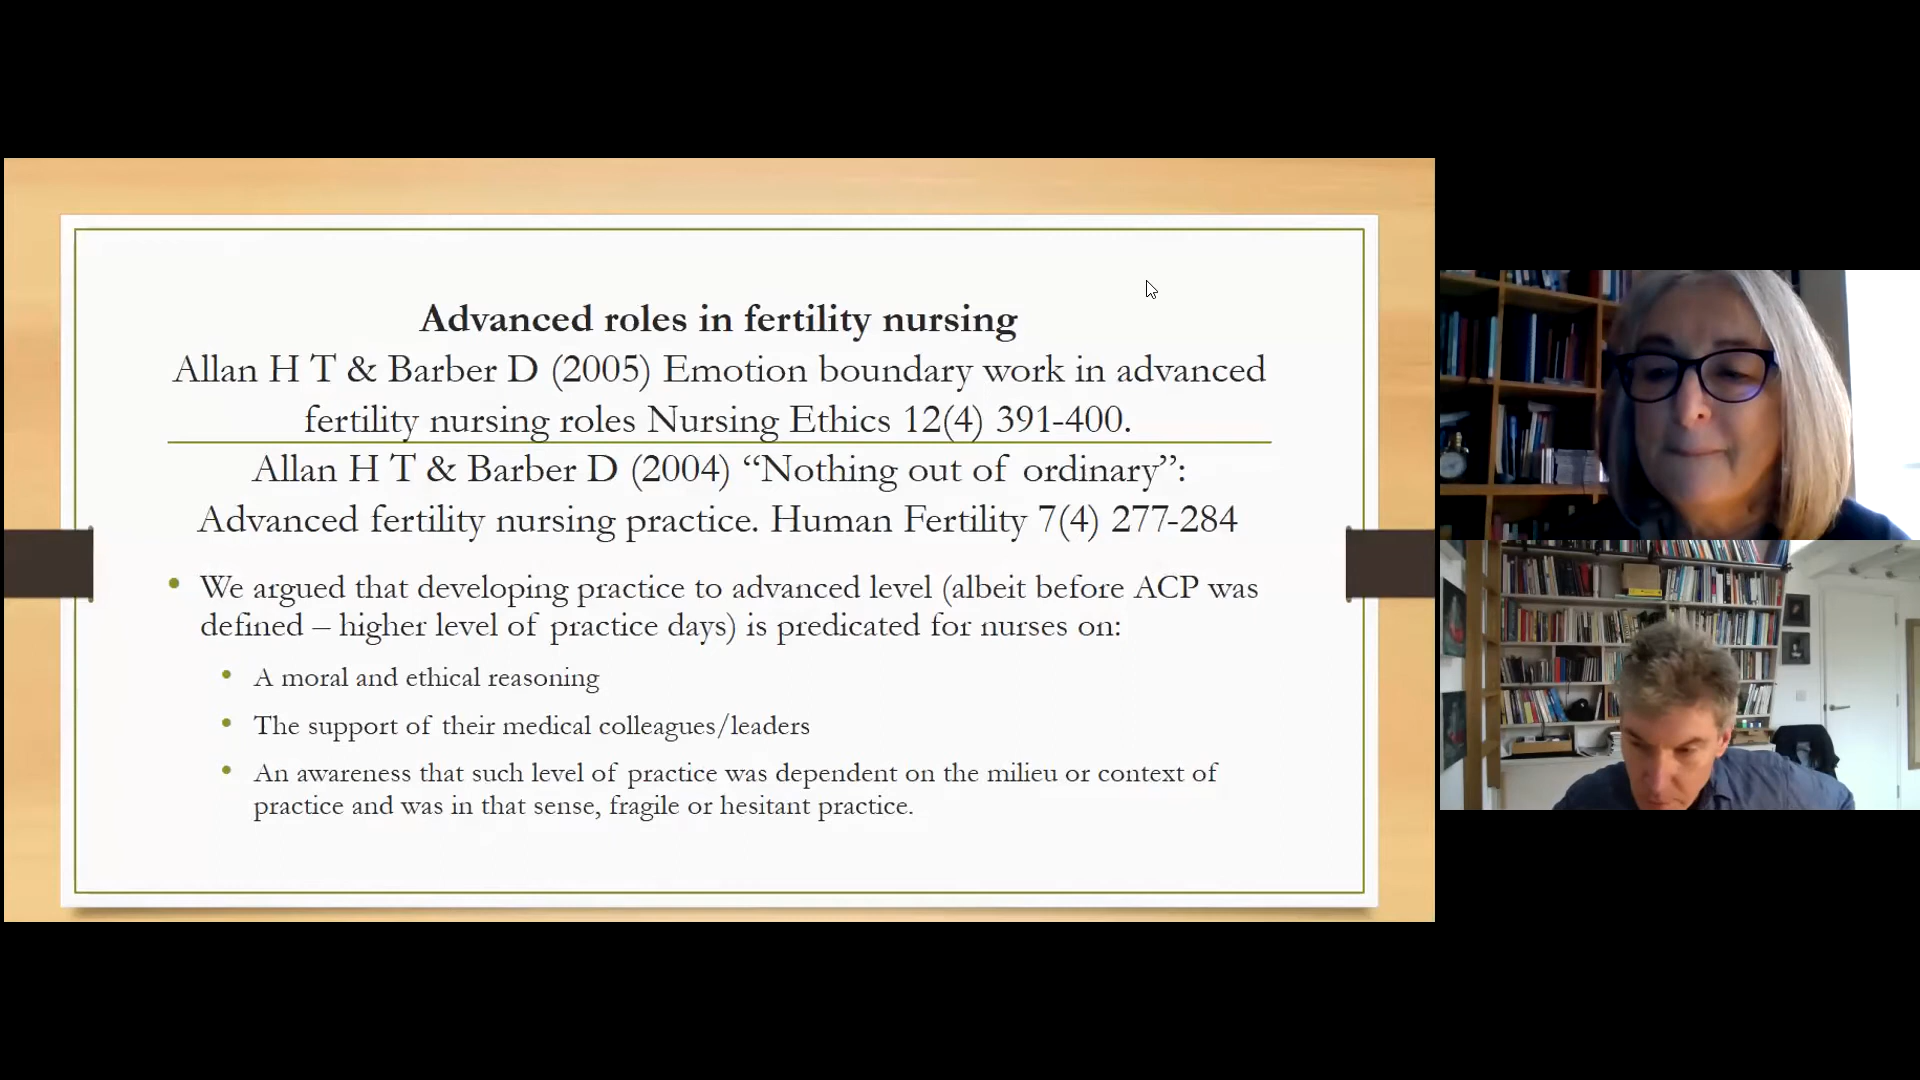 Advanced roles in fertility nursing
Allan H T & Barber D (2005) Emotion boundary work in advanced
fertility nursing roles Nursing Ethics 12(4) 391-400.
Allan H T & Barber D (2004) “Nothing out of ordinary”:
Advanced fertility nursing practice. Human Fertility 7(4) 277-284
• We argued that developing practice to advanced level (albeit before ACP was
defined – higher level of practice days) is predicated for nurses on:
• A moral and ethical reasoning
• The support of their medical colleagues/leaders
• An awareness that such level of practice was dependent on the milieu or context of
practice and was in that sense, fragile or hesitant practice.